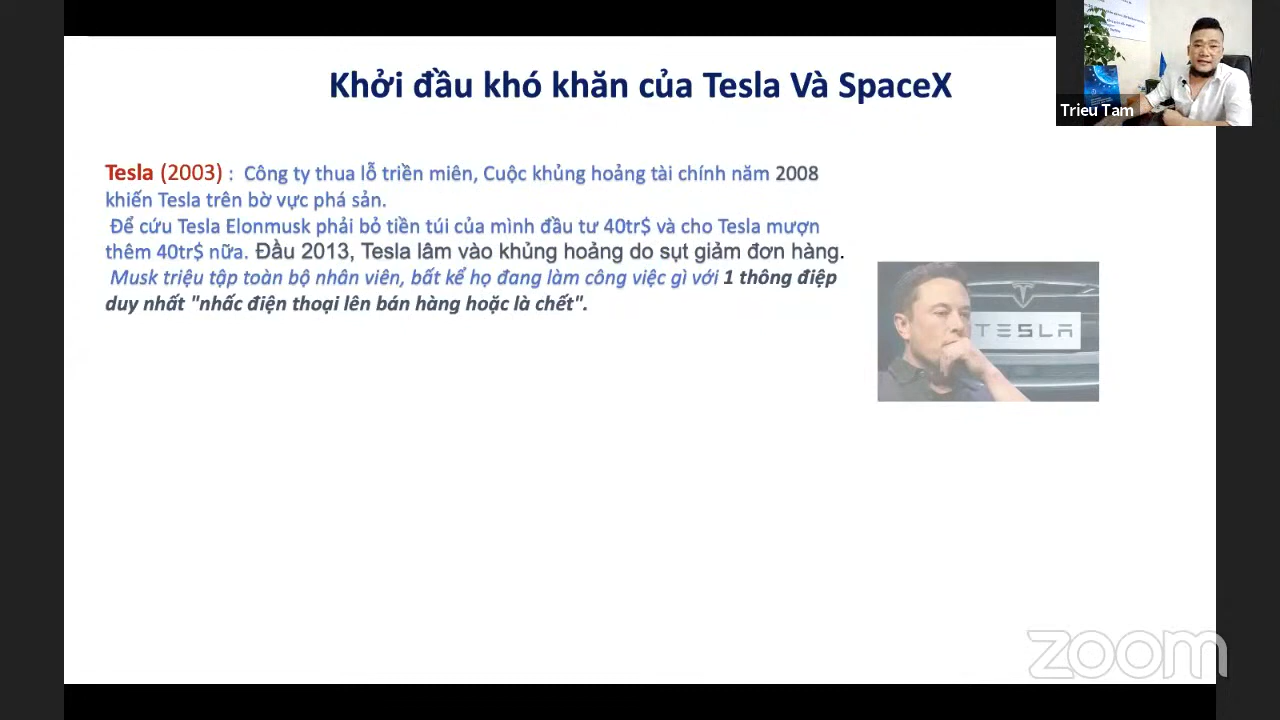 Khởi đầu khó khăn của Tesla Và SpaceX
Trieu Tam
Tesla (2003) : Công ty thua lỗ triền miên, Cuộc khủng hoảng tài chính năm 2008
khiến Tesla trên bờ vực phá sản.
Để cứu Tesla Elonmusk phải bỏ tiền túi của mình đầu tư 40tr$ và cho Tesla mượn
thêm 40tr$ nữa. Đầu 2013, Tesla lâm vào khủng hoảng do sụt giảm đơn hàng.
Musk triệu tập toàn bộ nhân viên, bất kể họ đang làm công việc gì với 1 thông điệp
duy nhất "nhấc điện thoại lên bán hàng hoặc là chết".
TESLA
zoom